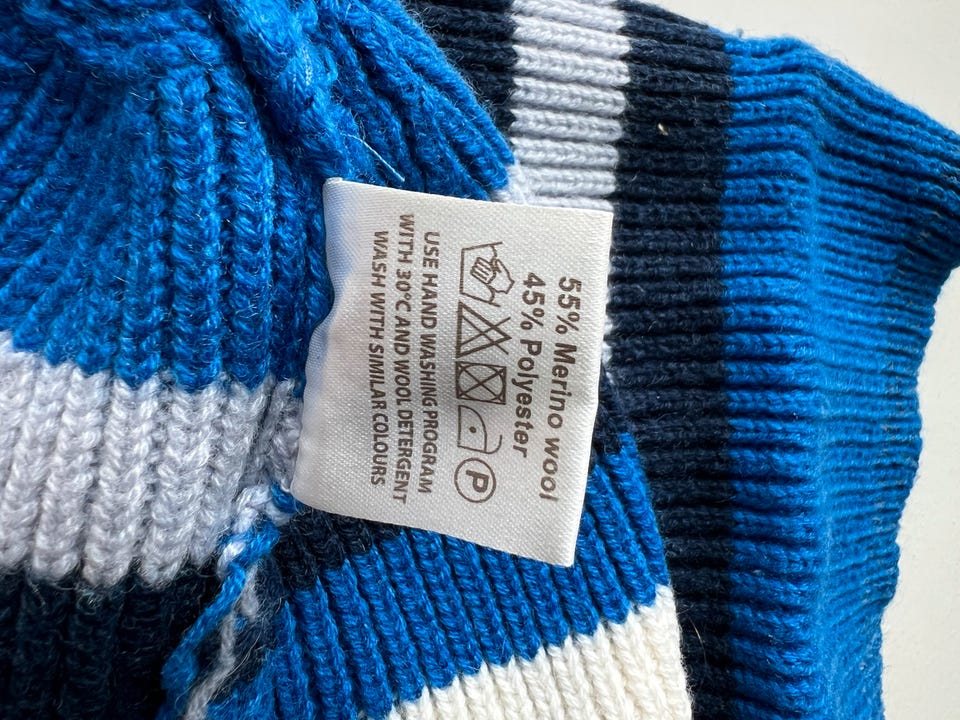 55% Merino wool
45% Polyester
P
USE HAND WASHING PROGRAM
WITH 30°C AND WOOL DETERGENT
WASH WITH SIMILAR COLOURS